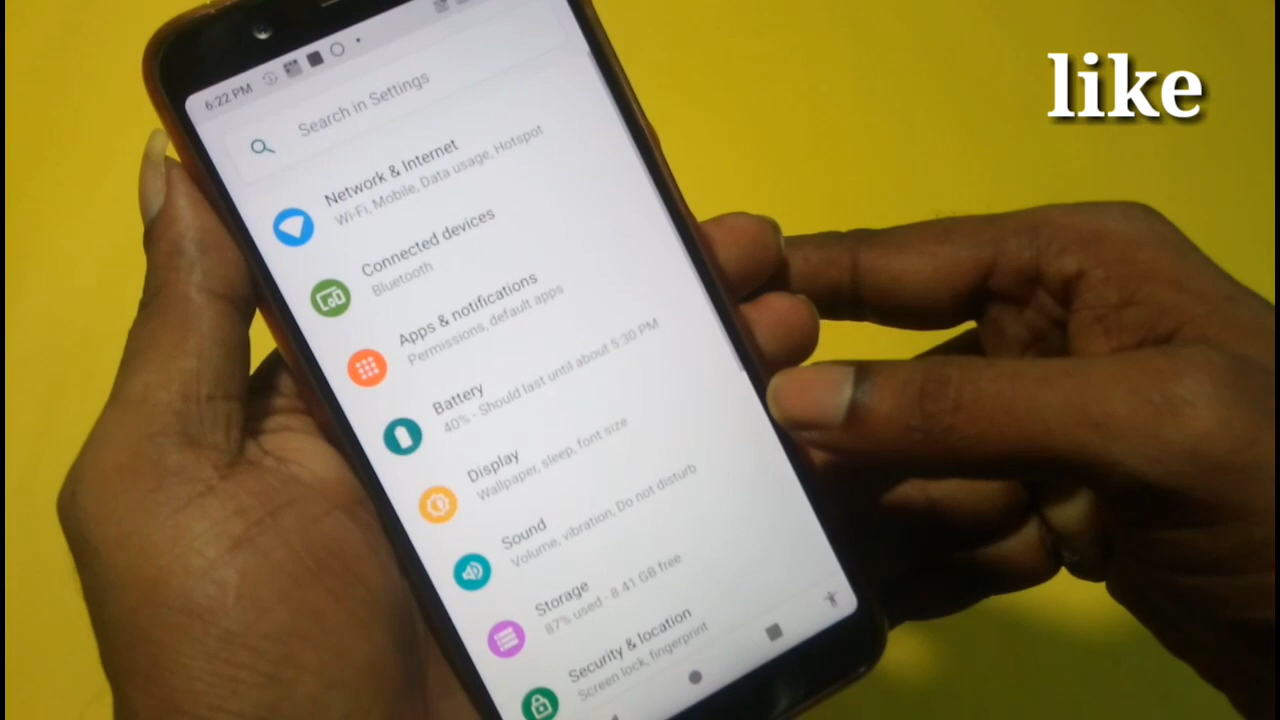 like
6:22 PM
Search in Settings
Network & Internet
Wi-Fi, Mobile, Data usage, Hotspot
Connected devices
Bluetooth
Apps & notifications
Permissions, default apps
Battery
40% - Should last until about 5:30 PM
Display
Wallpaper, sleep, font size
Sound
Volume, vibration, Do not disturb
Storage
87% used - 8.41 GB free
Security & location
Screen lock, fingerprint